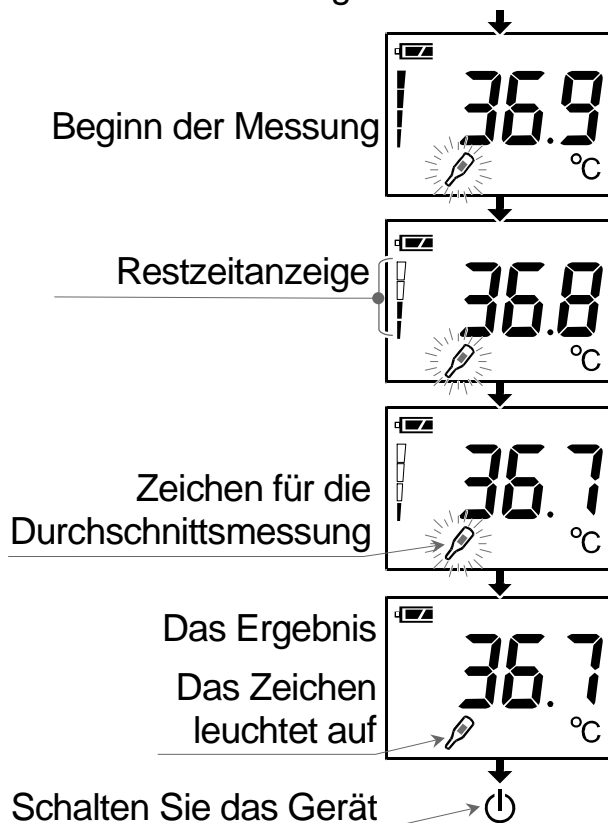 36.9
Beginn der Messung
°C
Restzeitanzeige
36.8
°C
36.7
Zeichen für die
Durchschnittsmessung
°C
Das Ergebnis
36.7
Das Zeichen
leuchtet auf
°C
Schalten Sie das Gerät